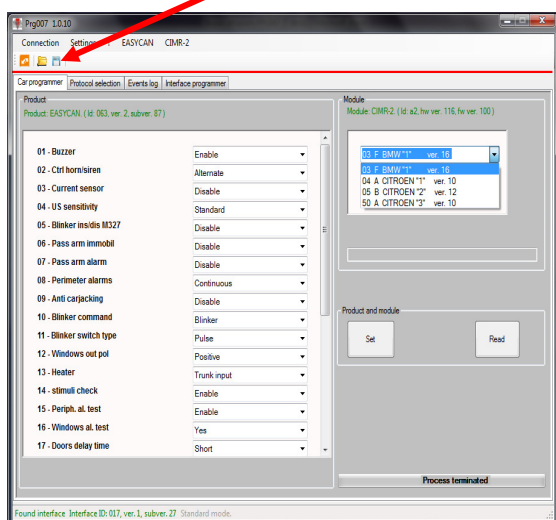 Prg007 1.0.10
Connection Settings ? EASYCAN CIMR-2
Car programmer Protocol selection Events log Interface programmer
Product
Product: EASYCAN. ( Id: 063, ver. 2, subver. 87 )
01 - Buzzer Enable
02 - Ctrl horn/siren Alternate
03 - Current sensor Disable
04 - US sensitivity Standard
05 - Blinker ins/dis M327 Disable
06 - Pass arm immobil Disable
07 - Pass arm alarm Disable
08 - Perimeter alarms Continuous
09 - Anti carjacking Disable
10 - Blinker command Blinker
11 - Blinker switch type Pulse
12 - Windows out pol Positive
13 - Heater Trunk input
14 - stimuli check Enable
15 - Periph. al. test Enable
16 - Windows al. test Yes
17 - Doors delay time Short
Module
Module: CIMR-2. ( Id: a2, hw ver. 116, fw ver. 100 )
03 F BMW "1" ver. 16
03 F BMW "1" ver. 16
04 A CITROEN "1" ver. 10
05 B CITROEN "2" ver. 12
50 A CITROEN "3" ver. 10
Product and module
Set Read
Process terminated
Found interface Interface ID: 017, ver. 1, subver. 27 Standard mode.